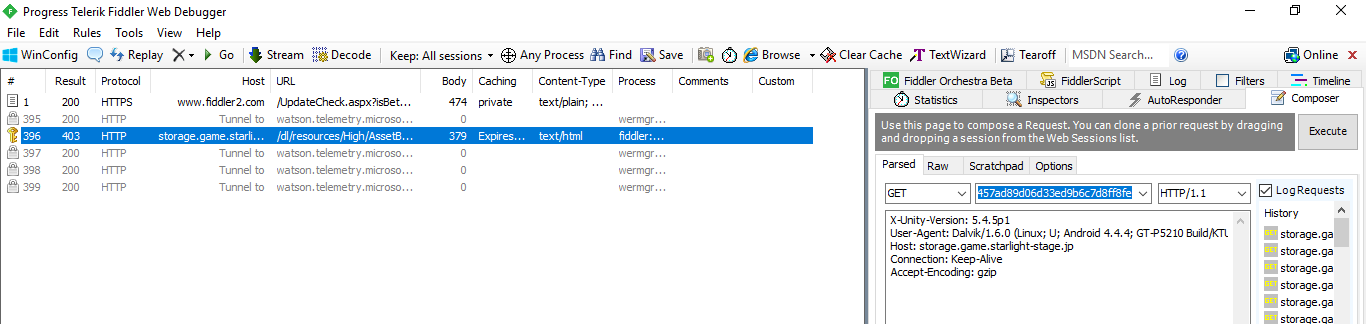 Progress Telerik Fiddler Web Debugger
File Edit Rules Tools View Help
WinConfig Replay Go Stream Decode Keep: All sessions Any Process Find Save Browse Clear Cache TextWizard Tearoff MSDN Search... Online
# Result Protocol Host URL Body Caching Content-Type Process Comments Custom
1 200 HTTPS www.fiddler2.com /UpdateCheck.aspx?isBet... 474 private text/plain; ...
395 200 HTTP Tunnel to watson.telemetry.microso... 0 wermgr...
396 403 HTTP storage.game.starli... /dl/resources/High/AssetB... 379 Expires... text/html fiddler:...
397 200 HTTP Tunnel to watson.telemetry.microso... 0 wermgr...
398 200 HTTP Tunnel to watson.telemetry.microso... 0 wermgr...
399 200 HTTP Tunnel to watson.telemetry.microso... 0 wermgr...
FO Fiddler Orchestra Beta FiddlerScript Log Filters Timeline
Statistics Inspectors AutoResponder Composer
Use this page to compose a Request. You can clone a prior request by dragging
and dropping a session from the Web Sessions list.
Execute
Parsed Raw Scratchpad Options
GET 457ad89d06d33ed9b6c7d8ff8fe HTTP/1.1
Log Requests
X-Unity-Version: 5.4.5p1
User-Agent: Dalvik/1.6.0 (Linux; U; Android 4.4.4; GT-P5210 Build/KTU
Host: storage.game.starlight-stage.jp
Connection: Keep-Alive
Accept-Encoding: gzip
History
storage.ga
storage.ga
storage.ga
storage.ga
storage.ga
storage.ga